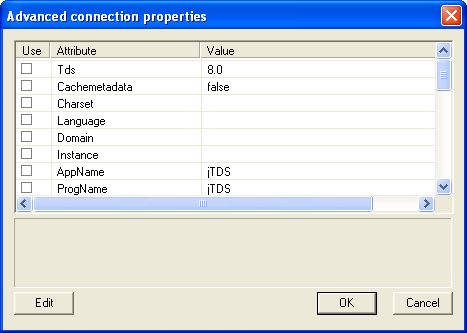 Advanced connection properties
Use Attribute Value
Tds 8.0
Cachemetadata false
Charset
Language
Domain
Instance
AppName jTDS
ProgName jTDS
Edit OK Cancel